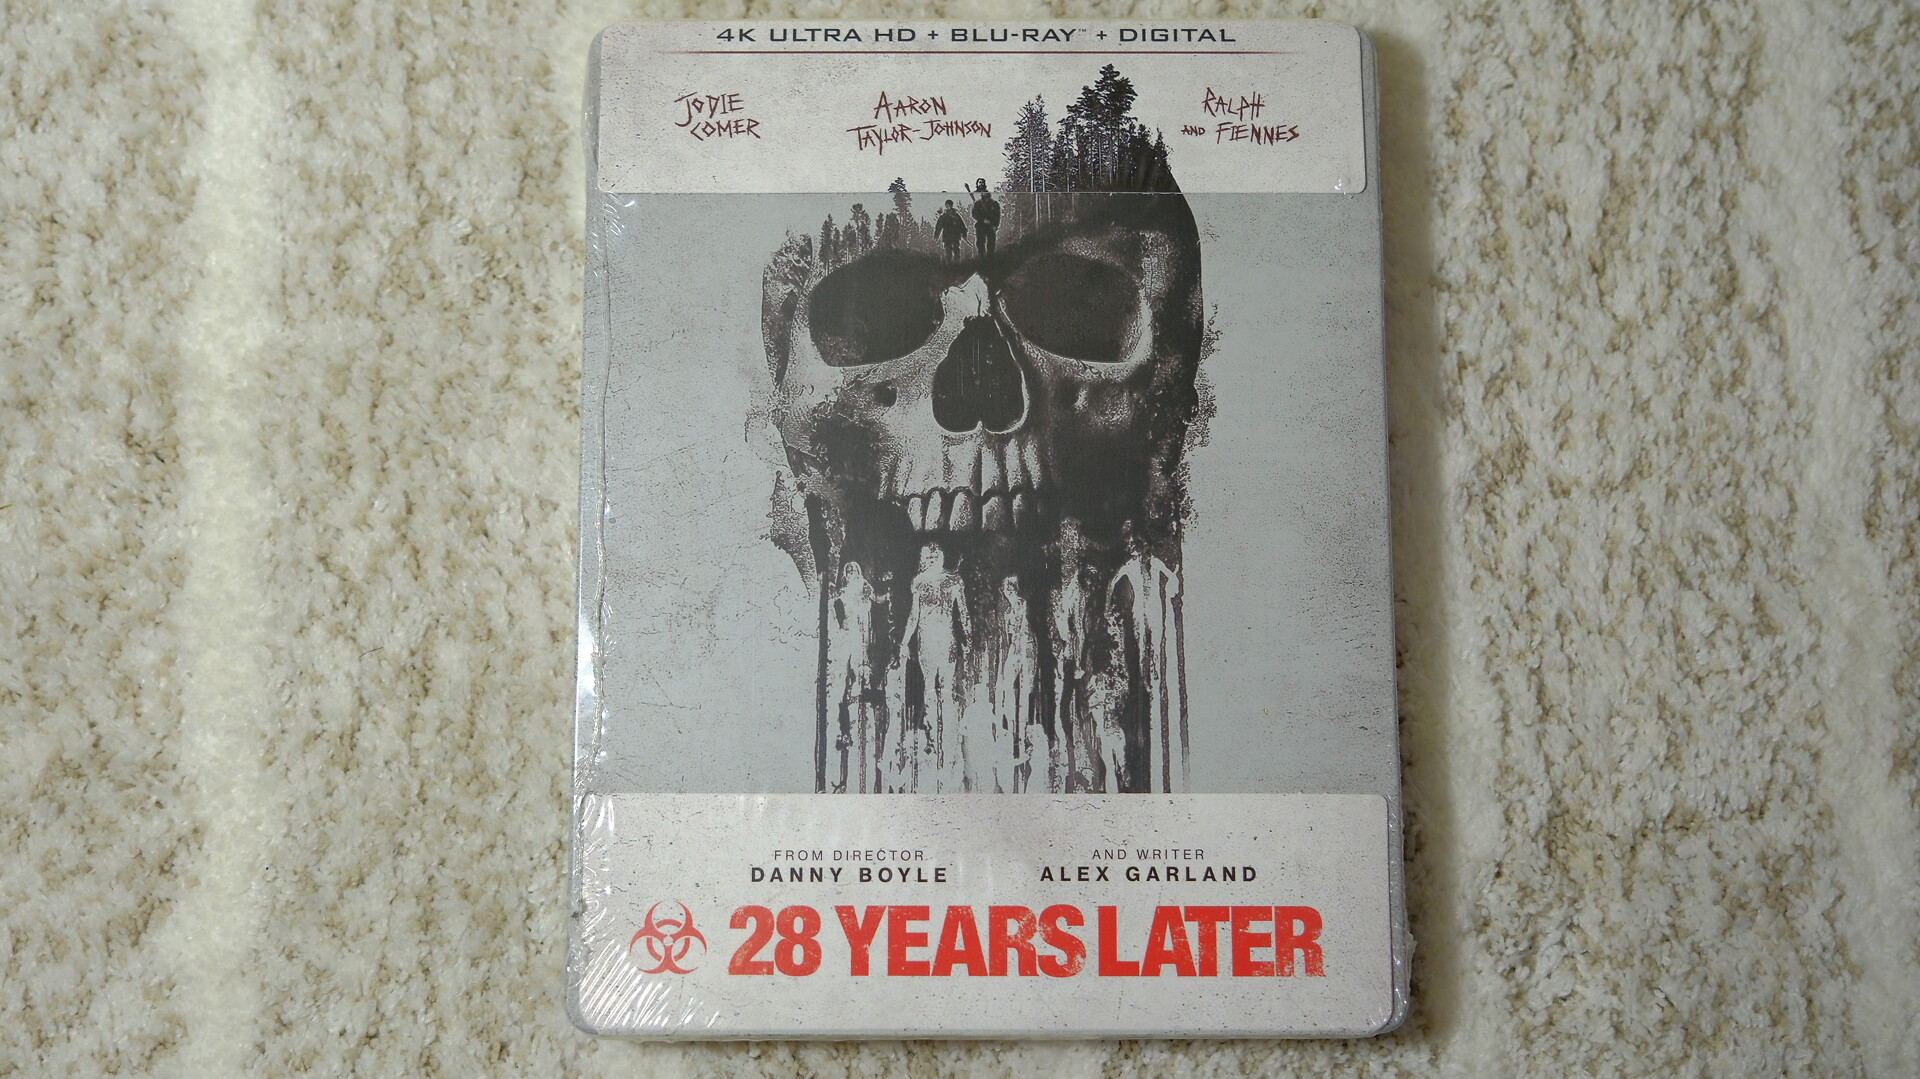 4K ULTRA HD + BLU-RAY™ + DIGITAL
JODIE COMER
AARON TAYLOR-JOHNSON
RALPH AND FIENNES
FROM DIRECTOR
DANNY BOYLE
AND WRITER
ALEX GARLAND
28 YEARS LATER